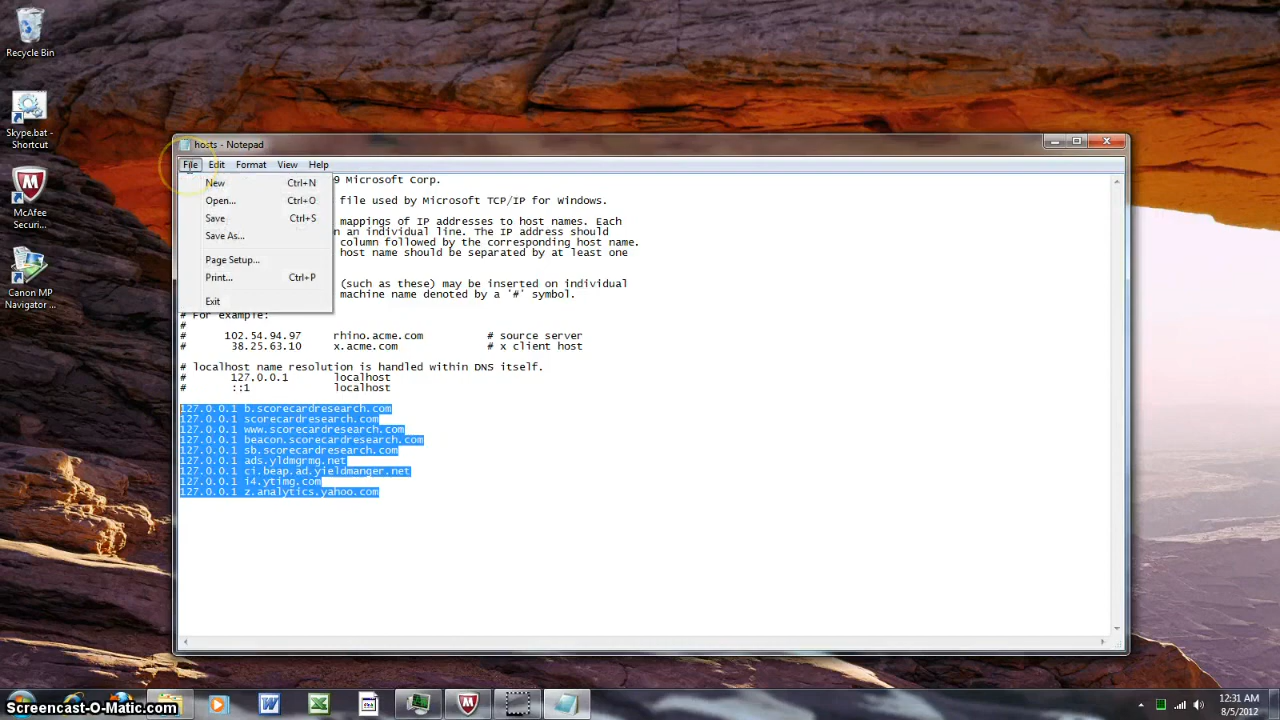 Recycle Bin
Skype.bat -
Shortcut
McAfee
Securi...
Canon MP
Navigator ...
hosts - Notepad
File Edit Format View Help
New Ctrl+N
Open... Ctrl+O
Save Ctrl+S
Save As...
Page Setup...
Print... Ctrl+P
Exit
9 Microsoft Corp.
file used by Microsoft TCP/IP for Windows.
mappings of IP addresses to host names. Each
n an individual line. The IP address should
column followed by the corresponding host name.
host name should be separated by at least one
(such as these) may be inserted on individual
machine name denoted by a '#' symbol.
# For example:
#
# 102.54.94.97 rhino.acme.com # source server
# 38.25.63.10 x.acme.com # x client host
# localhost name resolution is handled within DNS itself.
# 127.0.0.1 localhost
# ::1 localhost
127.0.0.1 b.scorecardresearch.com
127.0.0.1 scorecardresearch.com
127.0.0.1 www.scorecardresearch.com
127.0.0.1 beacon.scorecardresearch.com
127.0.0.1 sb.scorecardresearch.com
127.0.0.1 ads.yldmgrmg.net
127.0.0.1 ci.beap.ad.yieldmanger.net
127.0.0.1 i4.ytimg.com
127.0.0.1 z.analytics.yahoo.com
Screencast-O-Matic.com
12:31 AM
8/5/2012